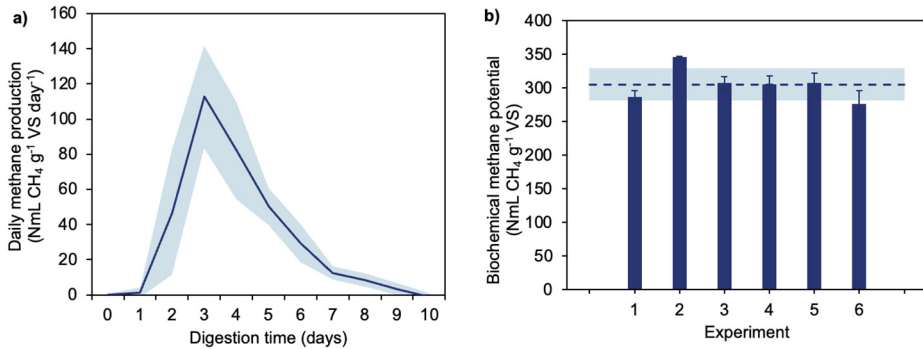 a)
Daily methane production
(NmL CH₄ g⁻¹ VS day⁻¹)
160
140
120
100
80
60
40
20
0
0 1 2 3 4 5 6 7 8 9 10
Digestion time (days)
b)
Biochemical methane potential
(NmL CH₄ g⁻¹ VS)
400
350
300
250
200
150
100
50
0
1 2 3 4 5 6
Experiment